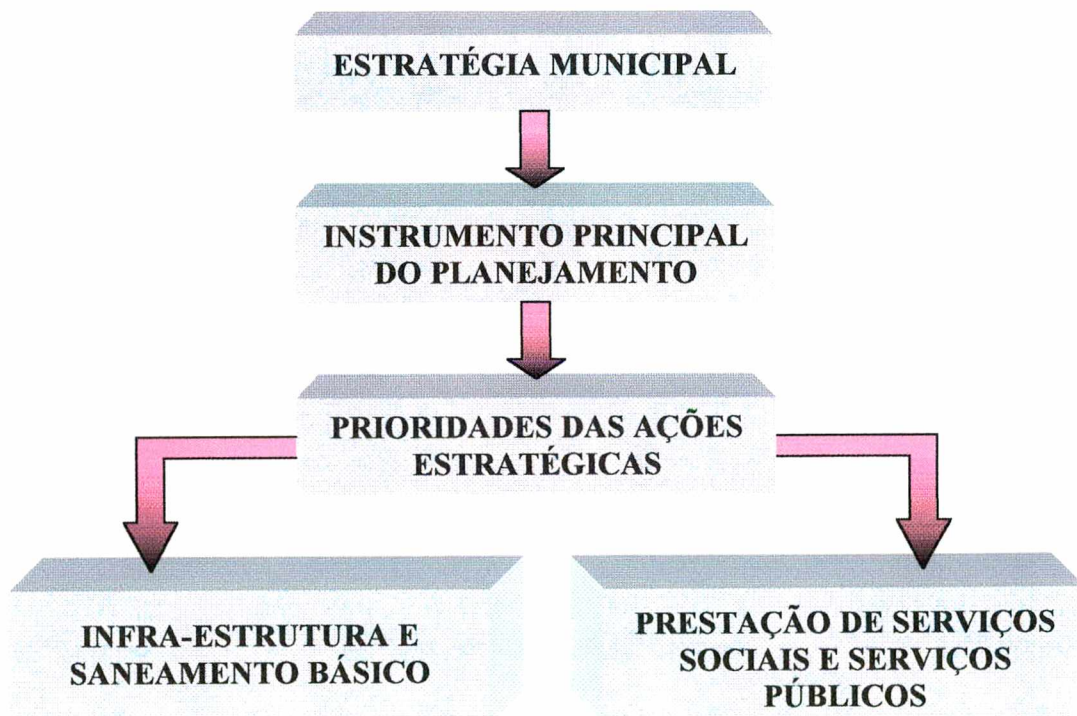 ESTRATÉGIA MUNICIPAL
INSTRUMENTO PRINCIPAL
DO PLANEJAMENTO
PRIORIDADES DAS AÇÕES
ESTRATÉGICAS
INFRA-ESTRUTURA E
SANEAMENTO BÁSICO
PRESTAÇÃO DE SERVIÇOS
SOCIAIS E SERVIÇOS
PÚBLICOS